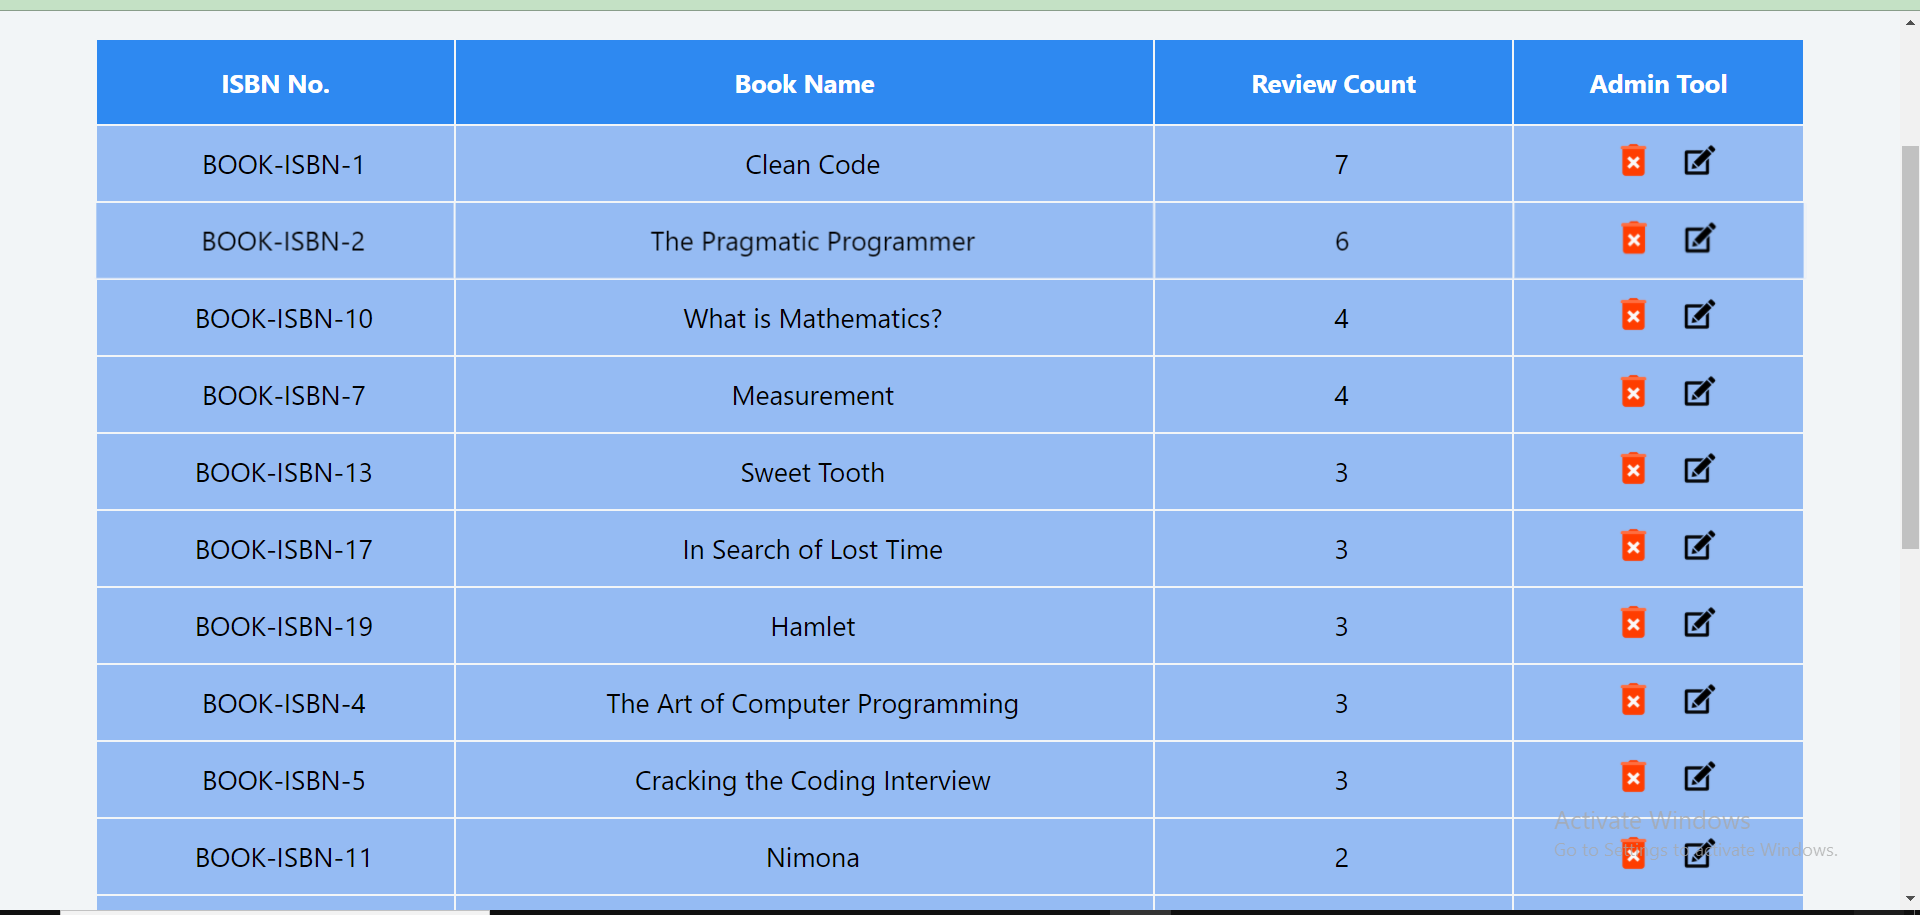 ISBN No. Book Name Review Count Admin Tool
BOOK-ISBN-1 Clean Code 7
BOOK-ISBN-2 The Pragmatic Programmer 6
BOOK-ISBN-10 What is Mathematics? 4
BOOK-ISBN-7 Measurement 4
BOOK-ISBN-13 Sweet Tooth 3
BOOK-ISBN-17 In Search of Lost Time 3
BOOK-ISBN-19 Hamlet 3
BOOK-ISBN-4 The Art of Computer Programming 3
BOOK-ISBN-5 Cracking the Coding Interview 3
Activate Windows
BOOK-ISBN-11 Nimona 2
Go to Settings to activate Windows.